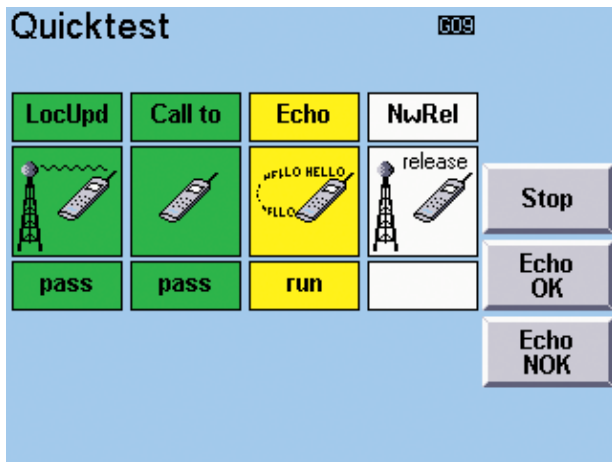 Quicktest
G09
LocUpd
Call to
Echo
NwRel
HELLO HELLO
release
Stop
Echo
OK
pass
pass
run
Echo
NOK